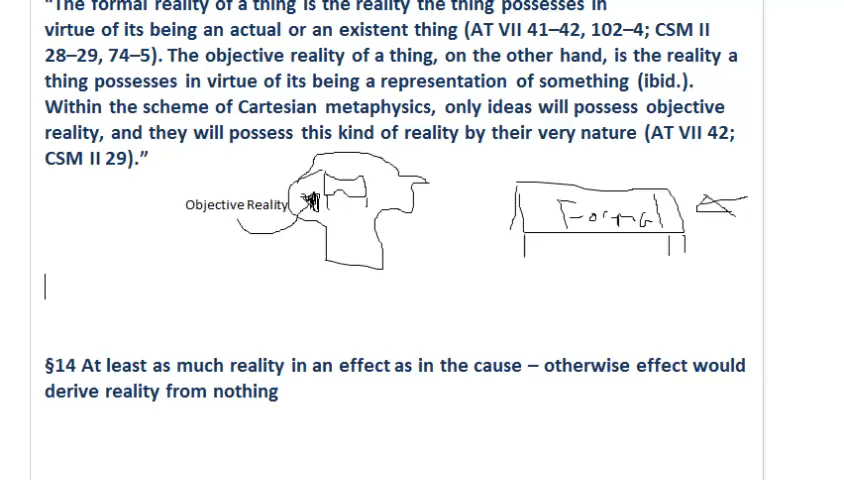 "The formal reality of a thing is the reality the thing possesses in
virtue of its being an actual or an existent thing (AT VII 41–42, 102–4; CSM II
28–29, 74–5). The objective reality of a thing, on the other hand, is the reality a
thing possesses in virtue of its being a representation of something (ibid.).
Within the scheme of Cartesian metaphysics, only ideas will possess objective
reality, and they will possess this kind of reality by their very nature (AT VII 42;
CSM II 29)."
Objective Reality
Formal
§14 At least as much reality in an effect as in the cause – otherwise effect would
derive reality from nothing